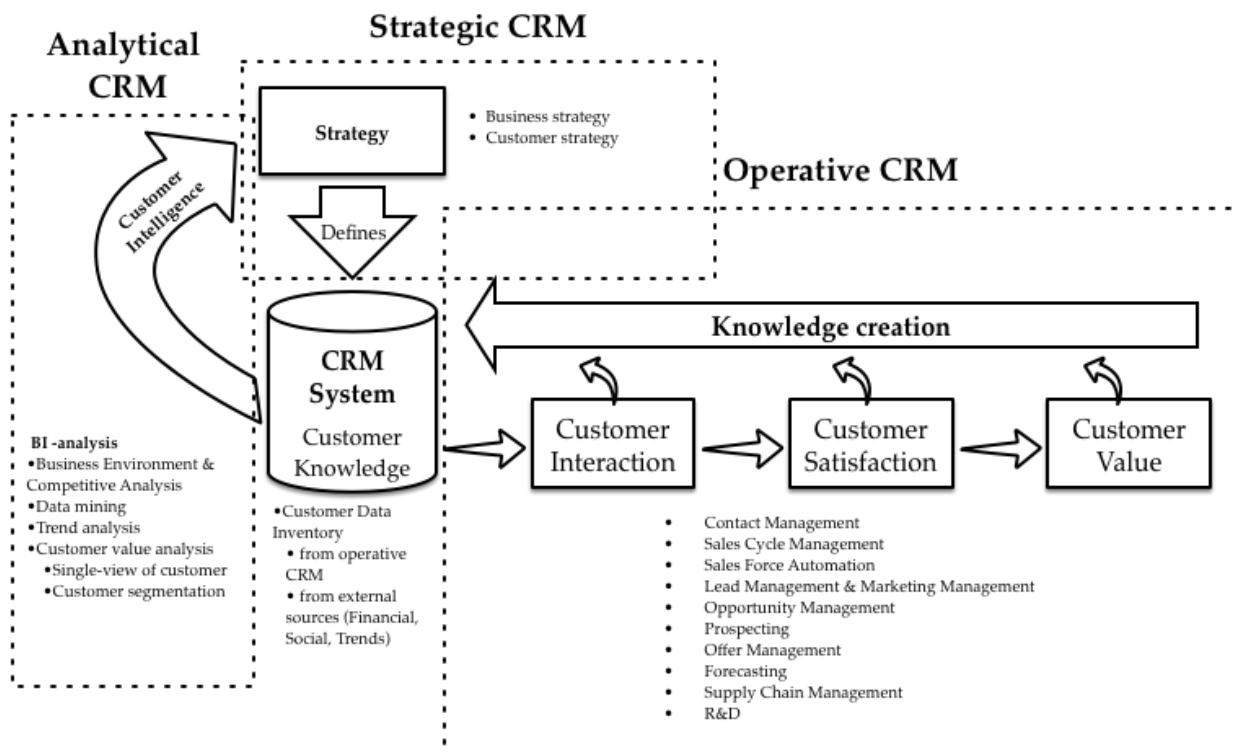 Analytical
CRM
Strategic CRM
Strategy
• Business strategy
• Customer strategy
Operative CRM
Customer
Intelligence
Defines
Knowledge creation
CRM
System
Customer
Knowledge
Customer
Interaction
Customer
Satisfaction
Customer
Value
BI -analysis
•Business Environment &
Competitive Analysis
•Data mining
•Trend analysis
•Customer value analysis
•Single-view of customer
•Customer segmentation
•Customer Data
Inventory
• from operative
CRM
• from external
sources (Financial,
Social, Trends)
• Contact Management
• Sales Cycle Management
• Sales Force Automation
• Lead Management & Marketing Management
• Opportunity Management
• Prospecting
• Offer Management
• Forecasting
• Supply Chain Management
• R&D